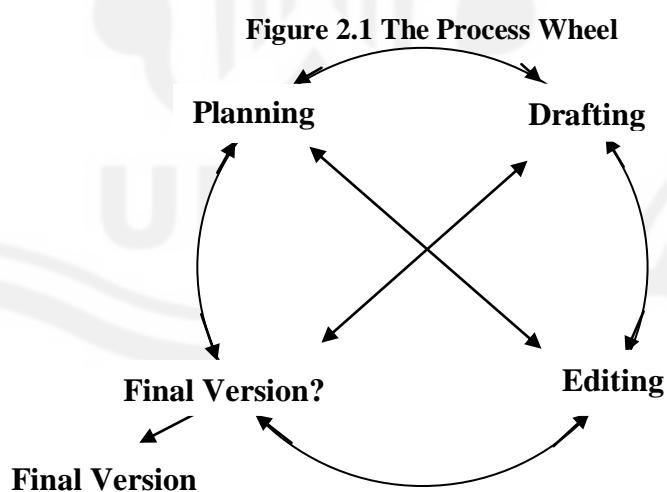 Figure 2.1 The Process Wheel
Planning
Drafting
Final Version?
Editing
Final Version